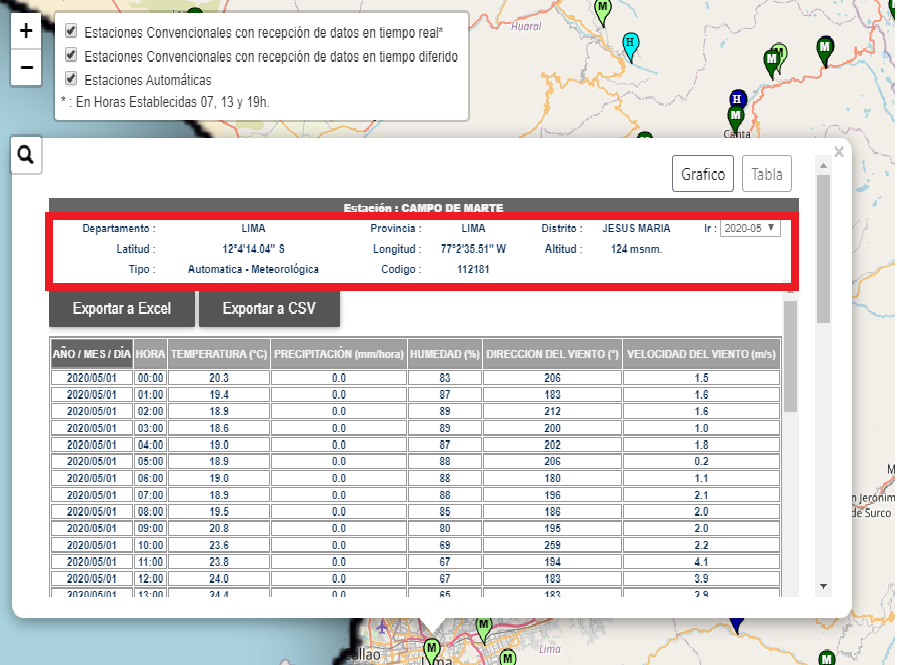 +
−
Estaciones Convencionales con recepción de datos en tiempo real*
Estaciones Convencionales con recepción de datos en tiempo diferido
Estaciones Automáticas
* : En Horas Establecidas 07, 13 y 19h.
Huaral
M
H
M
M
M
H
M
Canta
×
Grafico Tabla
Estación : CAMPO DE MARTE
Departamento : LIMA Provincia : LIMA Distrito : JESUS MARIA Ir : 2020-05
Latitud : 12°4'14.04" S Longitud : 77°2'35.51" W Altitud : 124 msnm.
Tipo : Automatica - Meteorológica Codigo : 112181
Exportar a Excel Exportar a CSV
AÑO / MES / DÍA HORA TEMPERATURA (°C) PRECIPITACIÓN (mm/hora) HUMEDAD (%) DIRECCION DEL VIENTO (°) VELOCIDAD DEL VIENTO (m/s)
2020/05/01 00:00 20.3 0.0 83 206 1.5
2020/05/01 01:00 19.4 0.0 87 183 1.6
2020/05/01 02:00 18.9 0.0 89 212 1.6
2020/05/01 03:00 18.6 0.0 89 200 1.0
2020/05/01 04:00 19.0 0.0 87 202 1.8
2020/05/01 05:00 18.9 0.0 88 206 0.2
2020/05/01 06:00 19.0 0.0 88 180 1.1
2020/05/01 07:00 18.9 0.0 88 196 2.1
2020/05/01 08:00 19.5 0.0 85 186 2.0
2020/05/01 09:00 20.8 0.0 80 195 2.0
2020/05/01 10:00 23.6 0.0 69 259 2.2
2020/05/01 11:00 23.8 0.0 67 194 4.1
2020/05/01 12:00 24.0 0.0 67 183 3.9
2020/05/01 13:00 24.4 0.0 65 183 3.9
M
n Jerónim
de Surco
M
M
M
M
llao
Lima
Lima